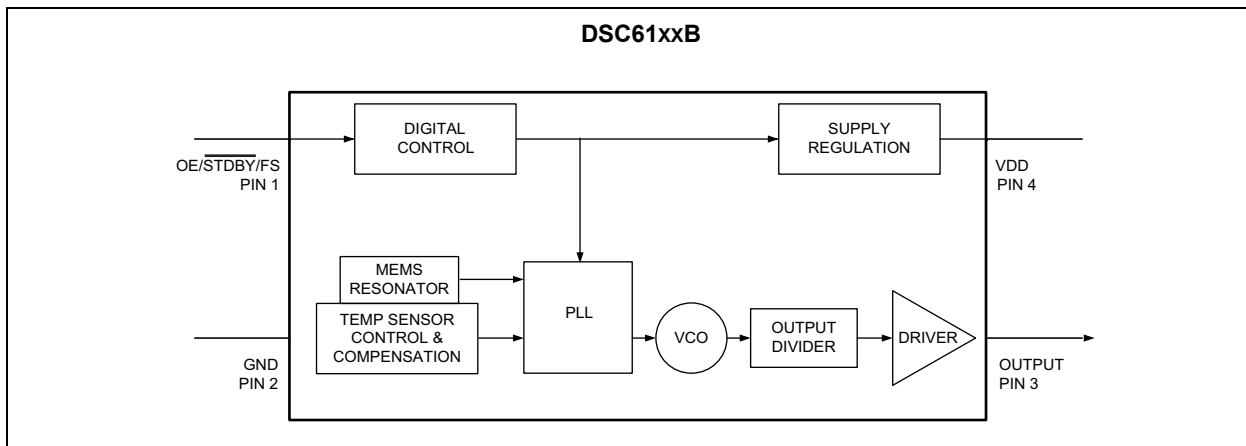 DSC61xxB
DIGITAL
CONTROL
SUPPLY
REGULATION
OE/STDBY/FS
PIN 1
VDD
PIN 4
MEMS
RESONATOR
TEMP SENSOR
CONTROL &
COMPENSATION
PLL
VCO
OUTPUT
DIVIDER
DRIVER
GND
PIN 2
OUTPUT
PIN 3